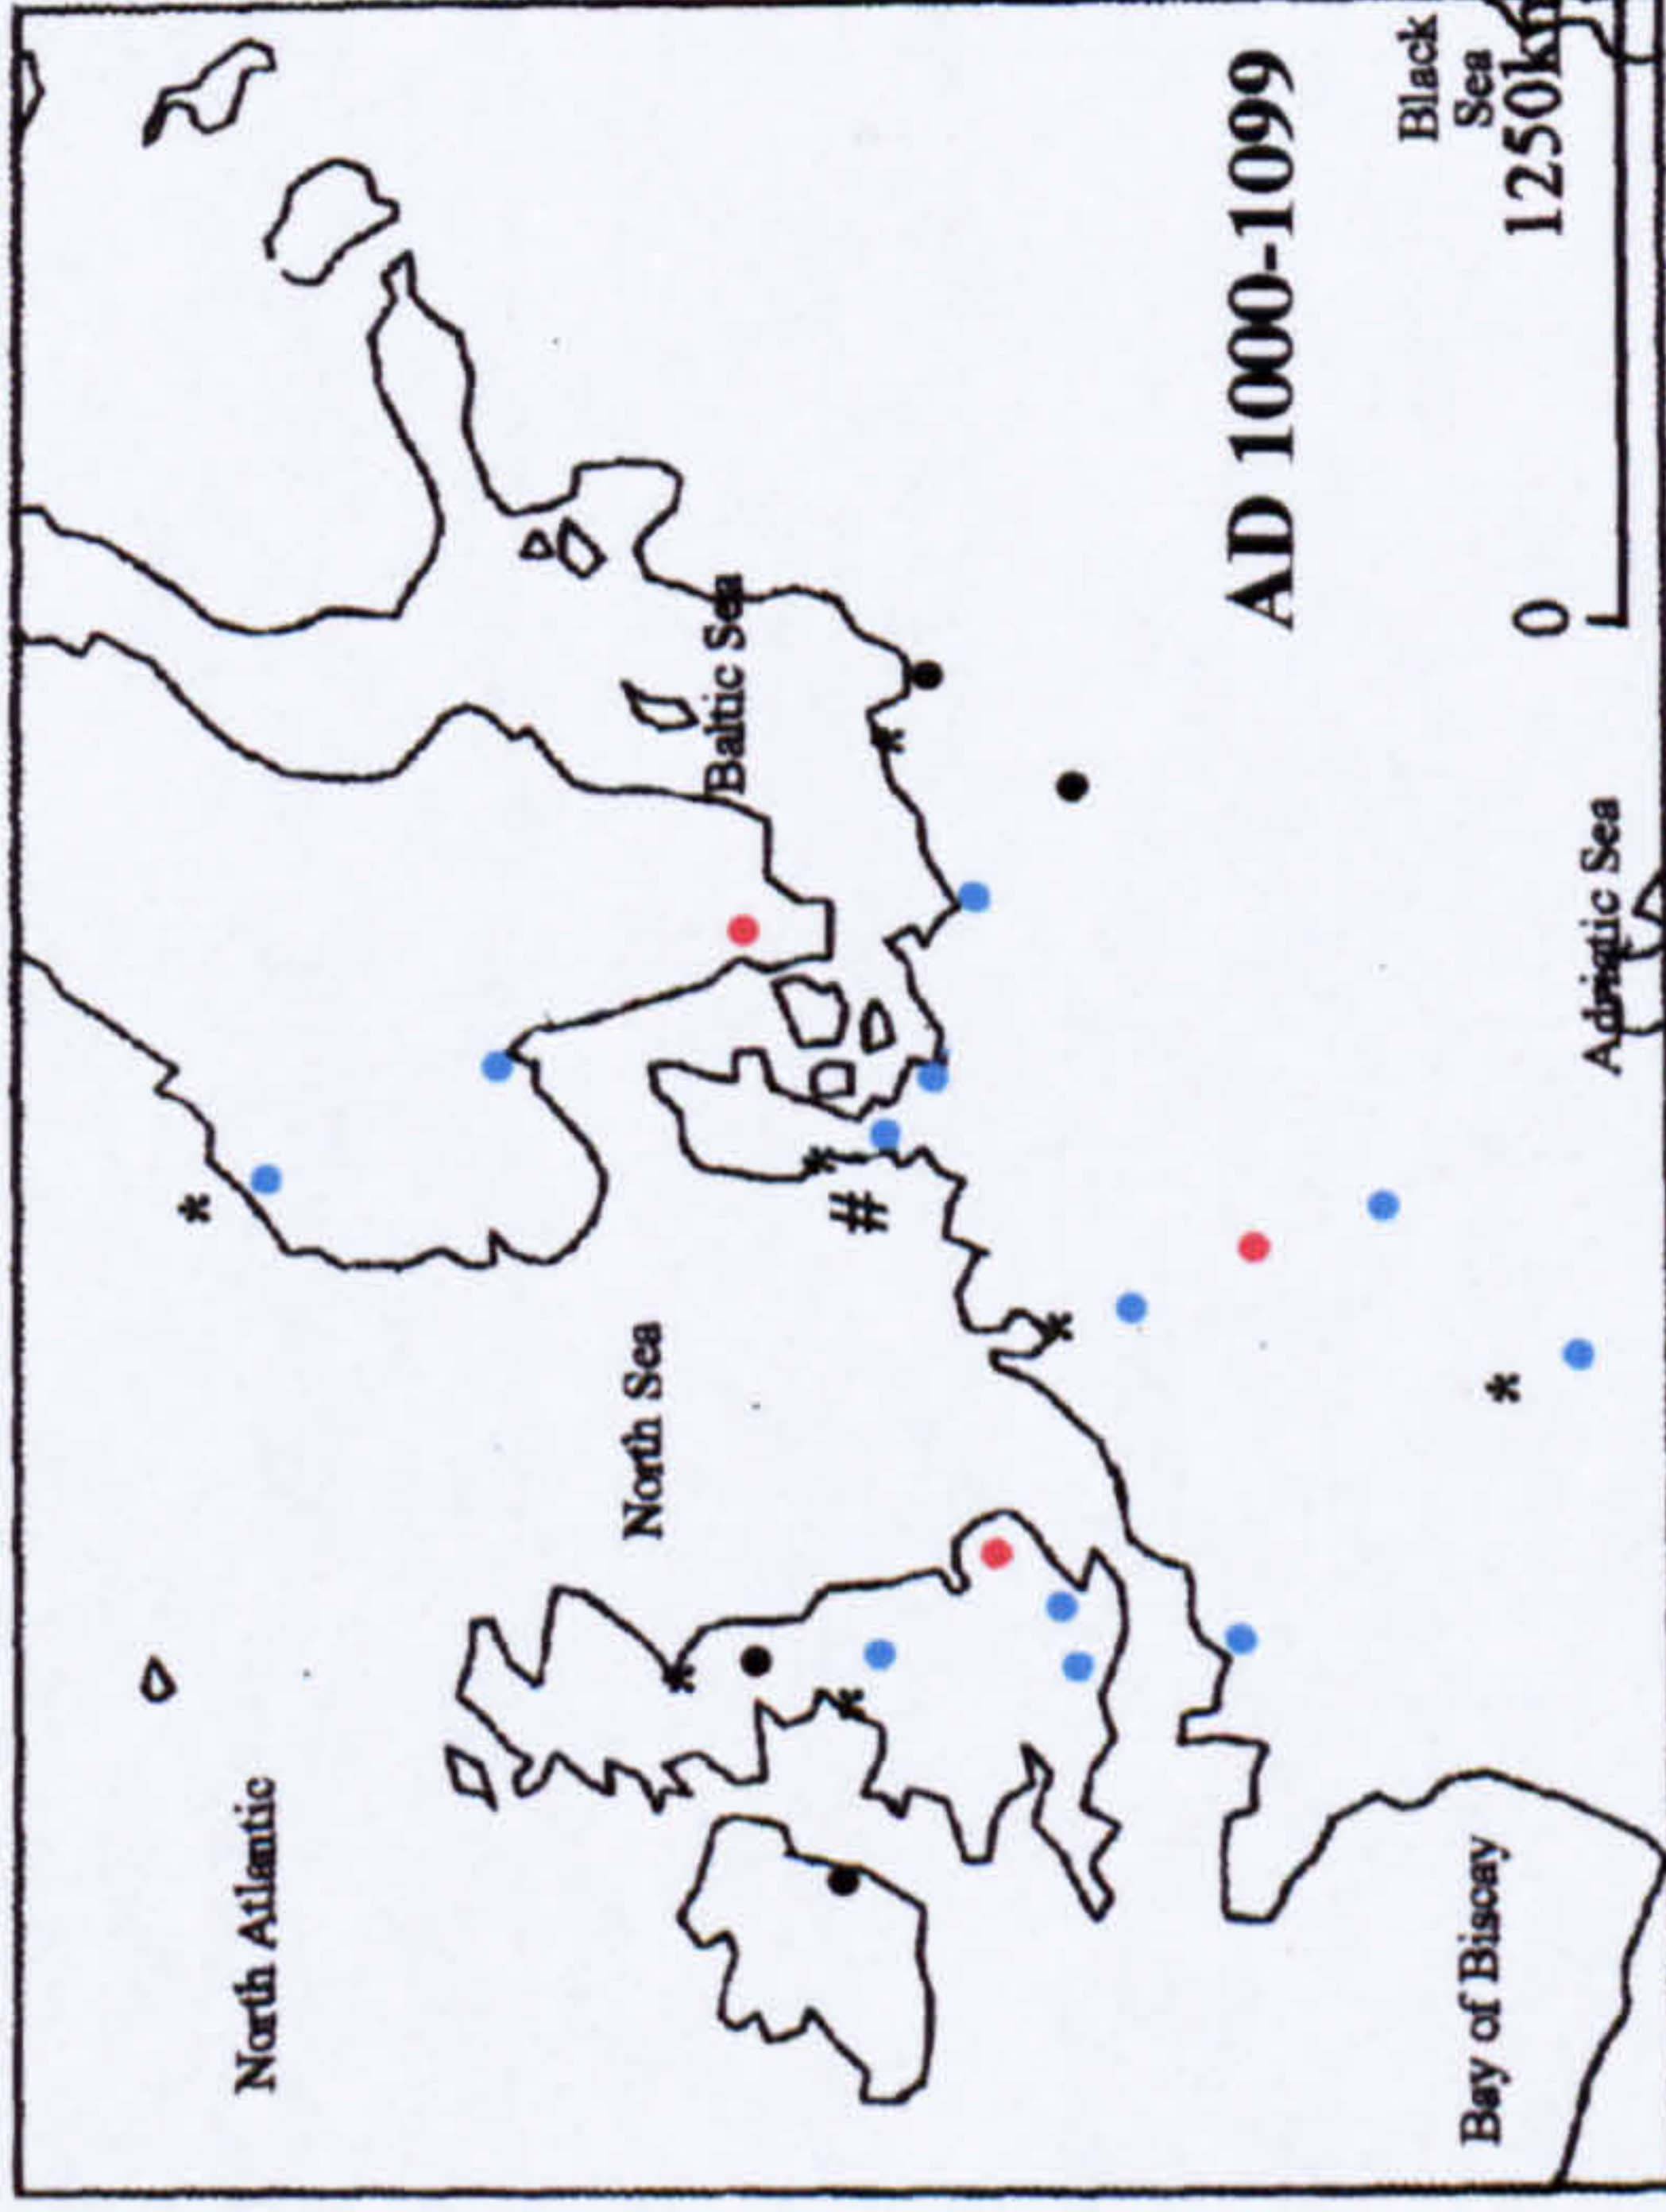 North Atlantic
North Sea
Baltic Sea
#
AD 1000-1099
Bay of Biscay
Adriatic Sea
Black
Sea
0
1250km